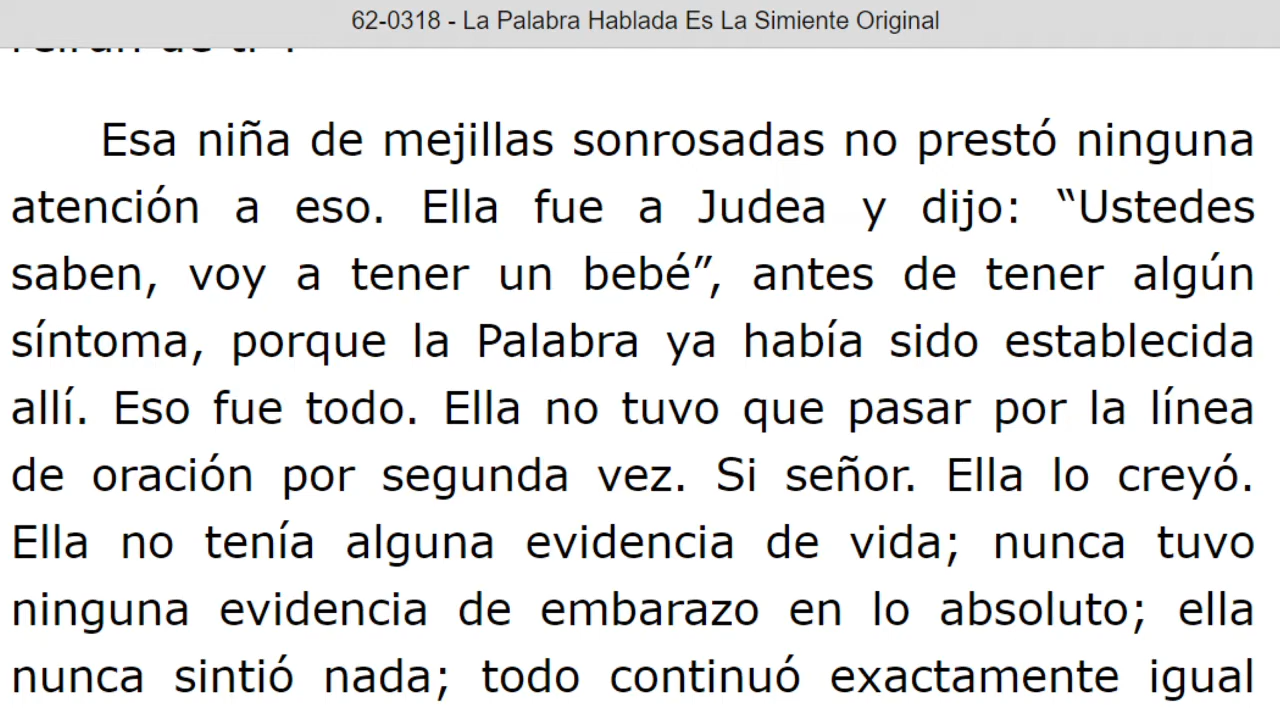 62-0318 - La Palabra Hablada Es La Simiente Original
Esa niña de mejillas sonrosadas no prestó ninguna
atención a eso. Ella fue a Judea y dijo: “Ustedes
saben, voy a tener un bebé”, antes de tener algún
síntoma, porque la Palabra ya había sido establecida
allí. Eso fue todo. Ella no tuvo que pasar por la línea
de oración por segunda vez. Si señor. Ella lo creyó.
Ella no tenía alguna evidencia de vida; nunca tuvo
ninguna evidencia de embarazo en lo absoluto; ella
nunca sintió nada; todo continuó exactamente igual